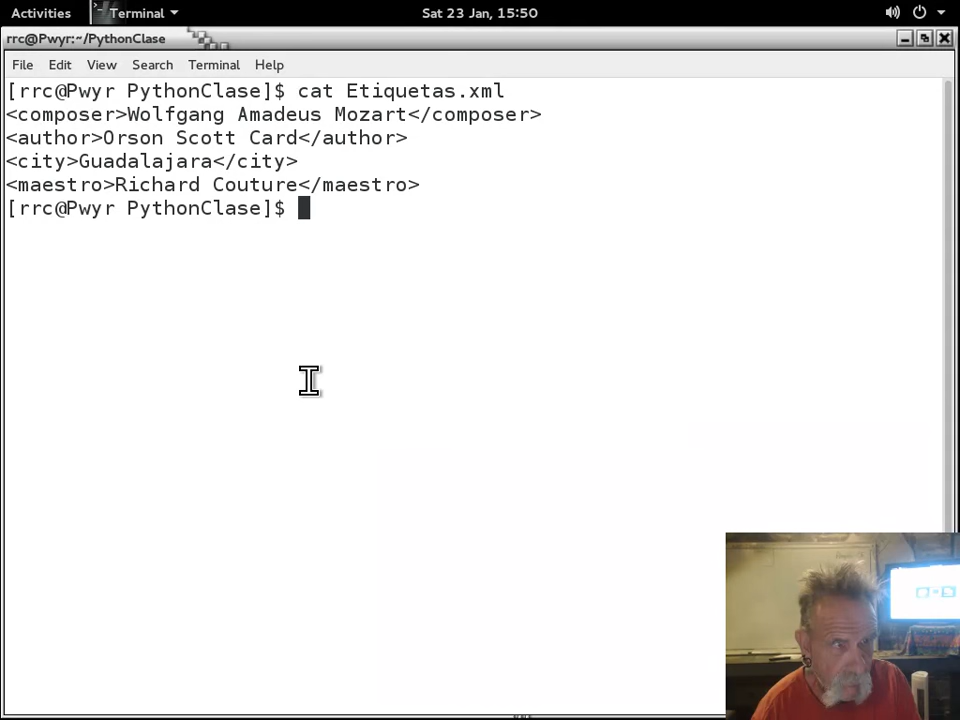 Activities Terminal Sat 23 Jan, 15:50
rrc@Pwyr:~/PythonClase
File Edit View Search Terminal Help
[rrc@Pwyr PythonClase]$ cat Etiquetas.xml
<composer>Wolfgang Amadeus Mozart</composer>
<author>Orson Scott Card</author>
<city>Guadalajara</city>
<maestro>Richard Couture</maestro>
[rrc@Pwyr PythonClase]$